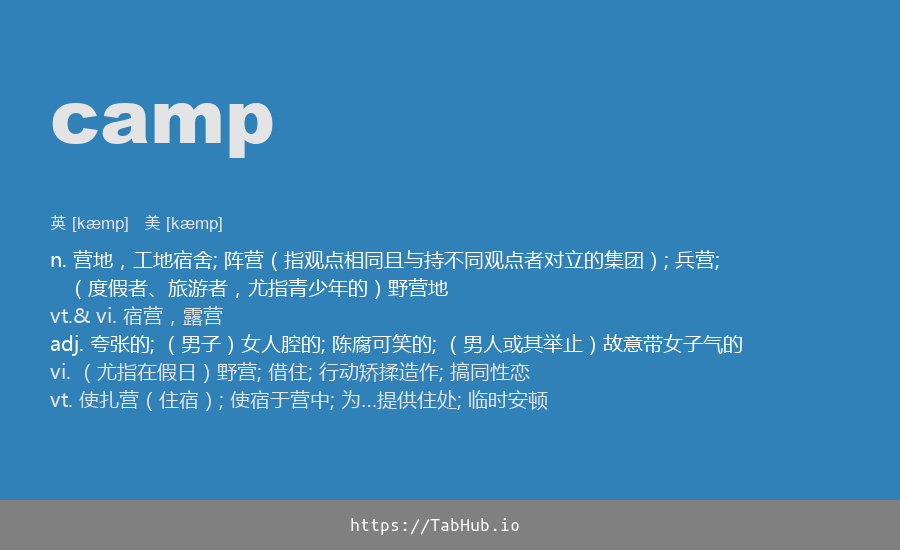 camp
英 [kæmp] 美 [kæmp]
n. 营地，工地宿舍; 阵营（指观点相同且与持不同观点者对立的集团）; 兵营;
（度假者、旅游者，尤指青少年的）野营地
vt.& vi. 宿营，露营
adj. 夸张的; （男子）女人腔的; 陈腐可笑的; （男人或其举止）故意带女子气的
vi. （尤指在假日）野营; 借住; 行动矫揉造作; 搞同性恋
vt. 使扎营（住宿）; 使宿于营中; 为…提供住处; 临时安顿
https://TabHub.io